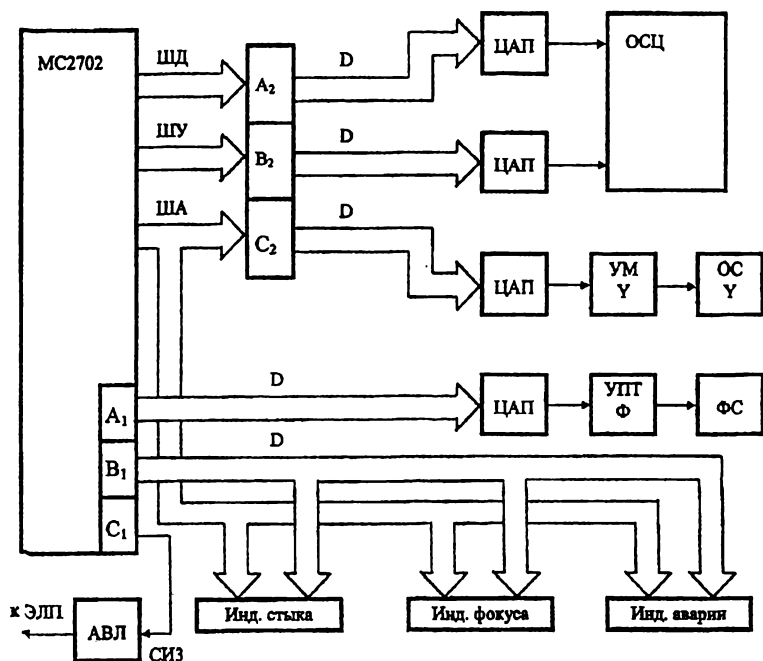 МС2702
ШД
ШУ
ША
A₂
B₂
C₂
D
D
D
ЦАП
ЦАП
ОСЦ
ЦАП
УМ
Y
ОС
Y
D
A₁
ЦАП
УПТ
Ф
ФС
D
B₁
C₁
Инд. стыка
Инд. фокуса
Инд. аварии
к ЭЛП
АВЛ
СИЗ